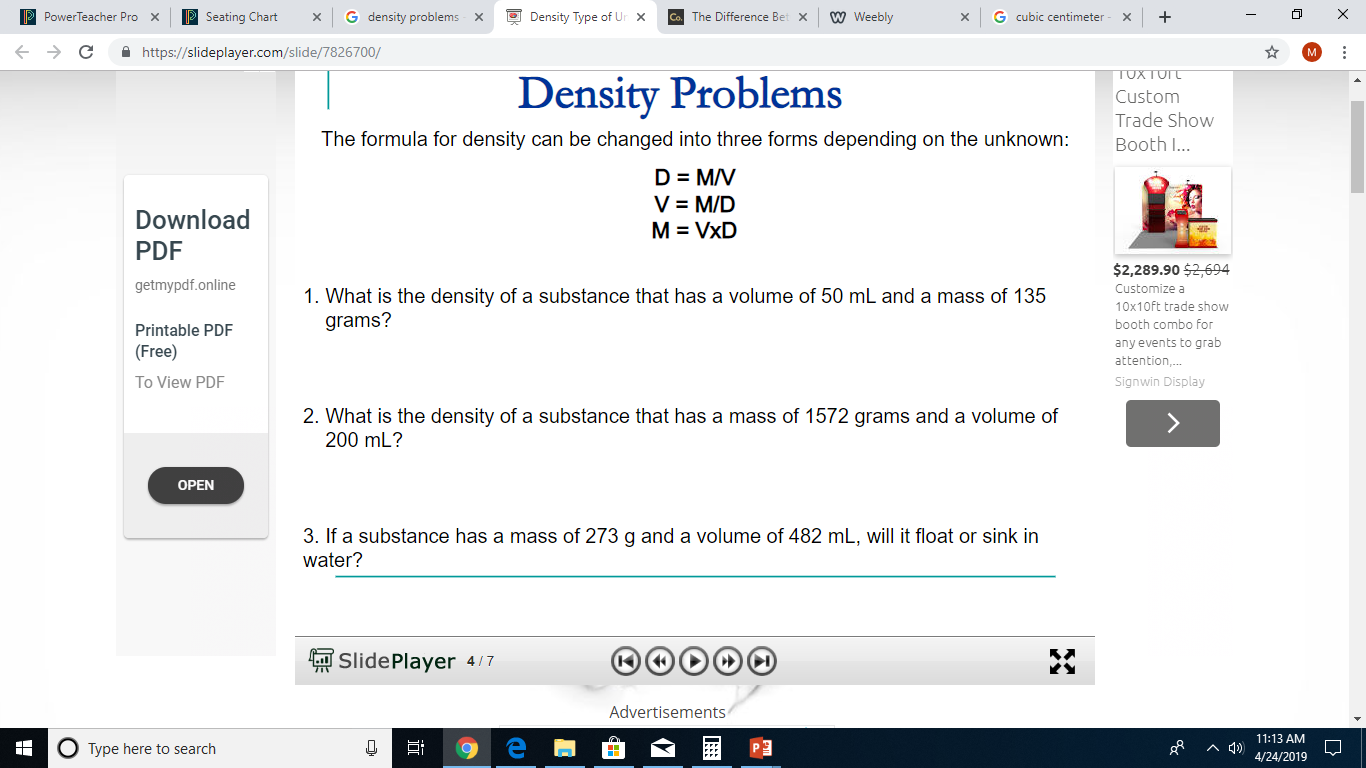 PowerTeacher Pro
Seating Chart
density problems
Density Type of Ur
Co.
The Difference Bet
Weebly
cubic centimeter -
https://slideplayer.com/slide/7826700/
M
Density Problems
The formula for density can be changed into three forms depending on the unknown:
D = M/V
V = M/D
M = VxD
1. What is the density of a substance that has a volume of 50 mL and a mass of 135
grams?
2. What is the density of a substance that has a mass of 1572 grams and a volume of
200 mL?
3. If a substance has a mass of 273 g and a volume of 482 mL, will it float or sink in
water?
SlidePlayer 4 / 7
Advertisements
Download
PDF
getmypdf.online
Printable PDF
(Free)
To View PDF
OPEN
10x10ft
Custom
Trade Show
Booth I...
$2,289.90 $2,694
Customize a
10x10ft trade show
booth combo for
any events to grab
attention,...
Signwin Display
Type here to search
11:13 AM
4/24/2019